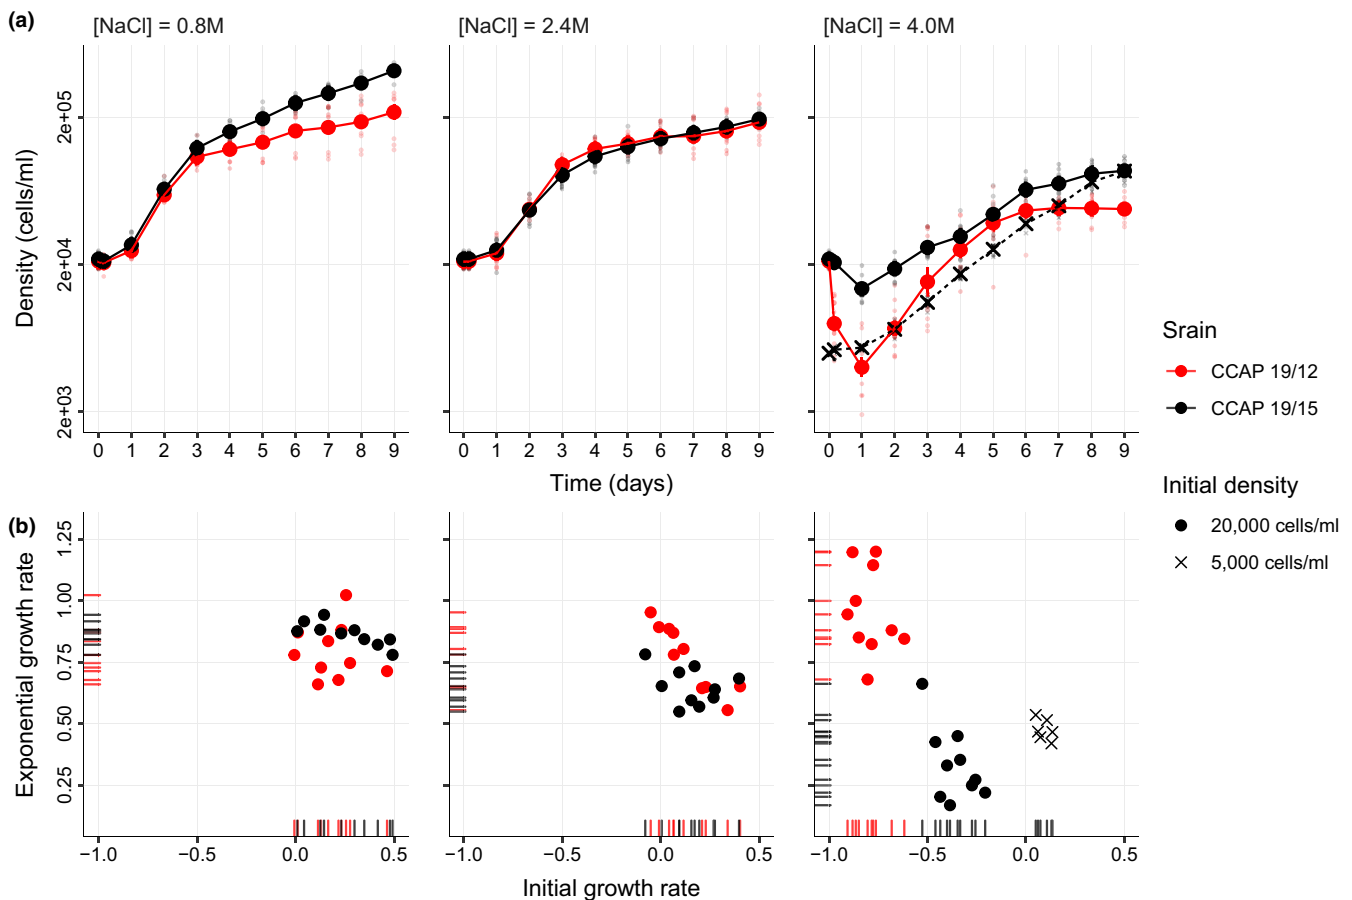 (a)
[NaCl] = 0.8M
[NaCl] = 2.4M
[NaCl] = 4.0M
Density (cells/ml)
2e+05
2e+04
2e+03
0 1 2 3 4 5 6 7 8 9
0 1 2 3 4 5 6 7 8 9
0 1 2 3 4 5 6 7 8 9
Time (days)
Srain
CCAP 19/12
CCAP 19/15
Initial density
20,000 cells/ml
5,000 cells/ml
(b)
Exponential growth rate
1.25
1.00
0.75
0.50
0.25
−1.0 −0.5 0.0 0.5
−1.0 −0.5 0.0 0.5
−1.0 −0.5 0.0 0.5
Initial growth rate